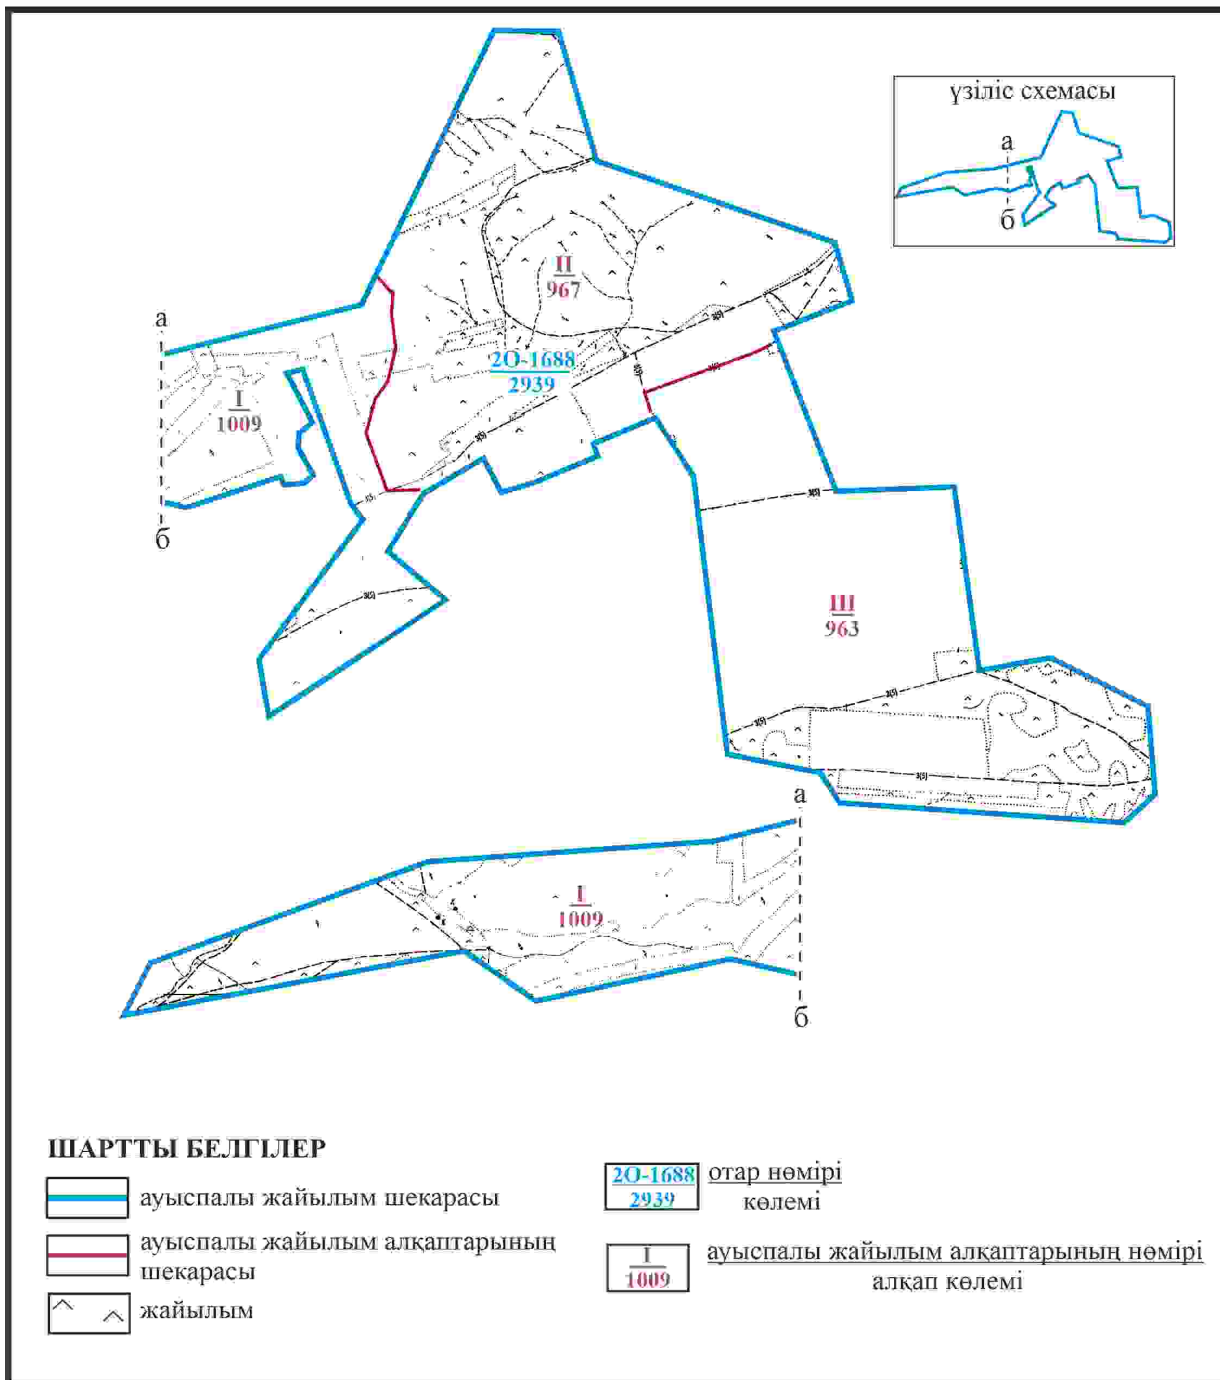 үзіліс схемасы
а
б
II
967
а
2О-1688
2939
I
1009
б
III
963
а
I
1009
б
ШАРТТЫ БЕЛГІЛЕР
ауыспалы жайылым шекарасы
ауыспалы жайылым алқаптарының
шекарасы
жайылым
2О-1688
2939
отар нөмірі
көлемі
I
1009
ауыспалы жайылым алқаптарының нөмірі
алқап көлемі